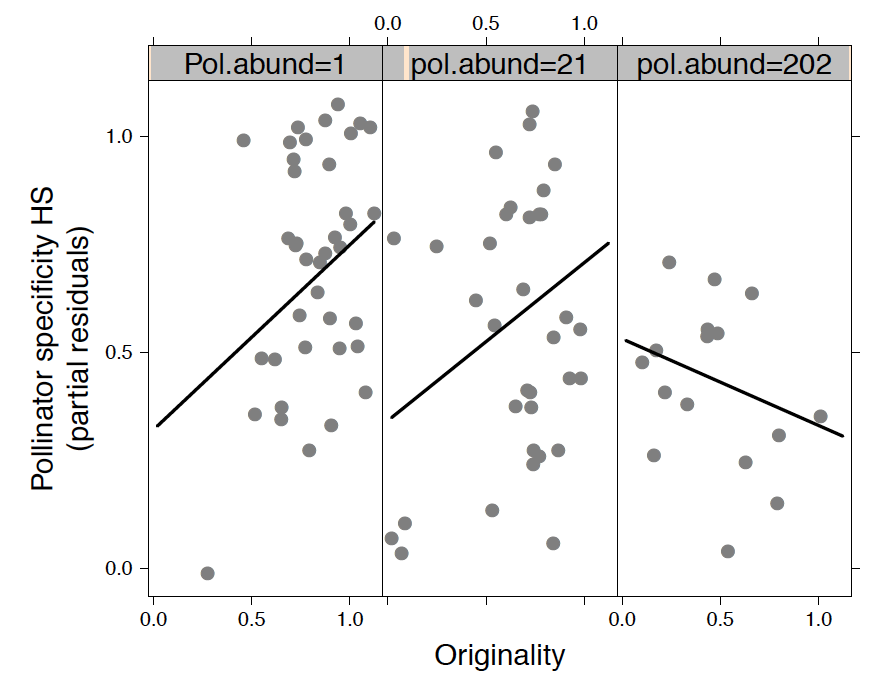 0.0 0.5 1.0
Pol.abund=1 pol.abund=21 pol.abund=202
1.0
0.5
0.0
Pollinator specificity HS
(partial residuals)
0.0 0.5 1.0 0.0 0.5 1.0
Originality